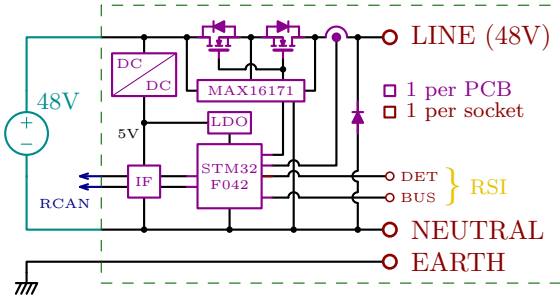 LINE (48V)
DC
DC
MAX16171
48V
1 per PCB
1 per socket
5V
LDO
STM32
F042
IF
RCAN
DET
BUS
RSI
NEUTRAL
EARTH